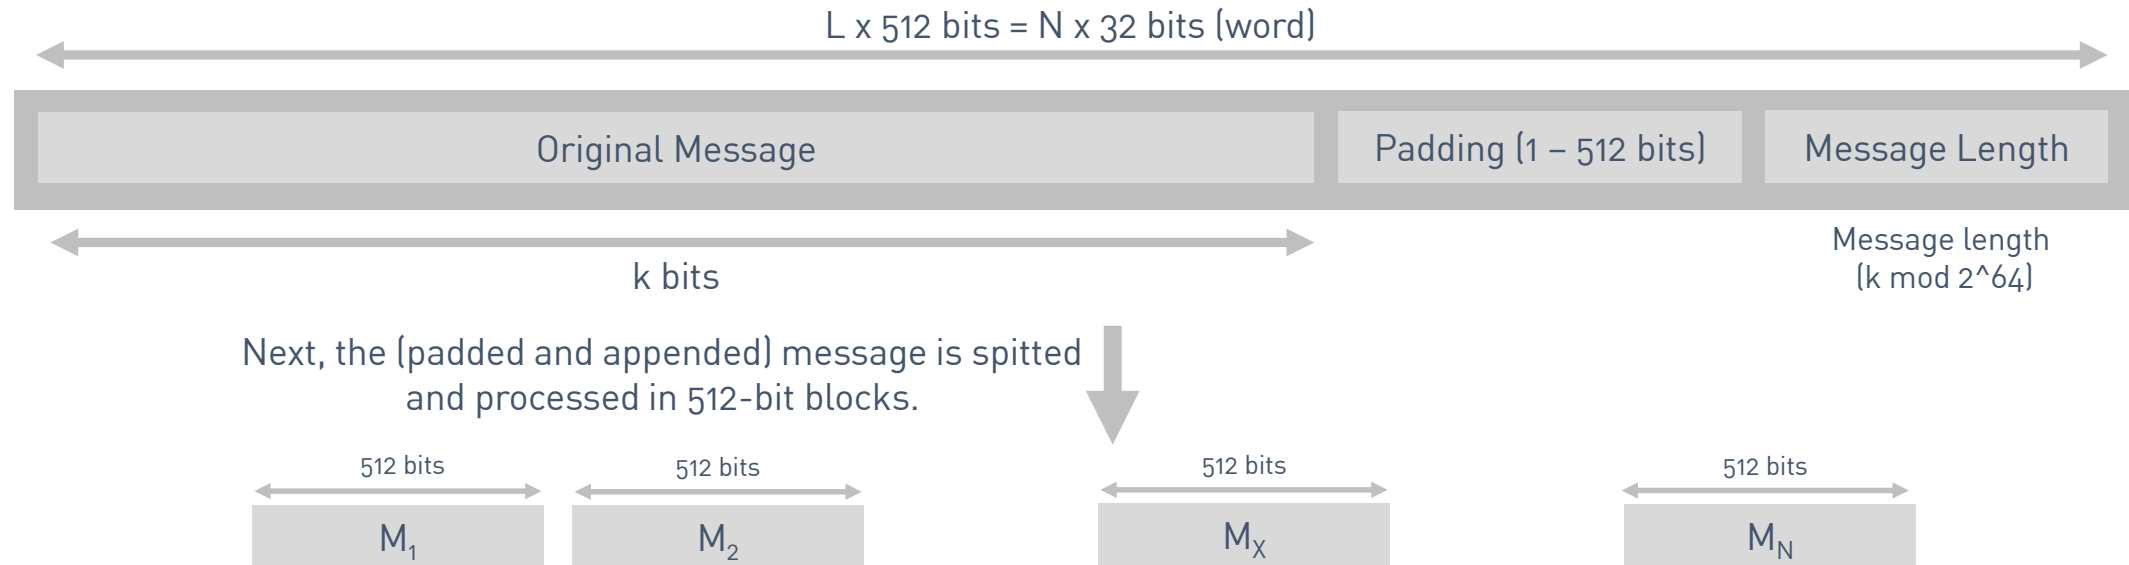 L x 512 bits = N x 32 bits (word)
Original Message
Padding (1 – 512 bits)
Message Length
k bits
Message length
(k mod 2^64)
Next, the (padded and appended) message is spitted
and processed in 512-bit blocks.
512 bits
512 bits
512 bits
512 bits
M₁
M₂
Mₓ
M_N